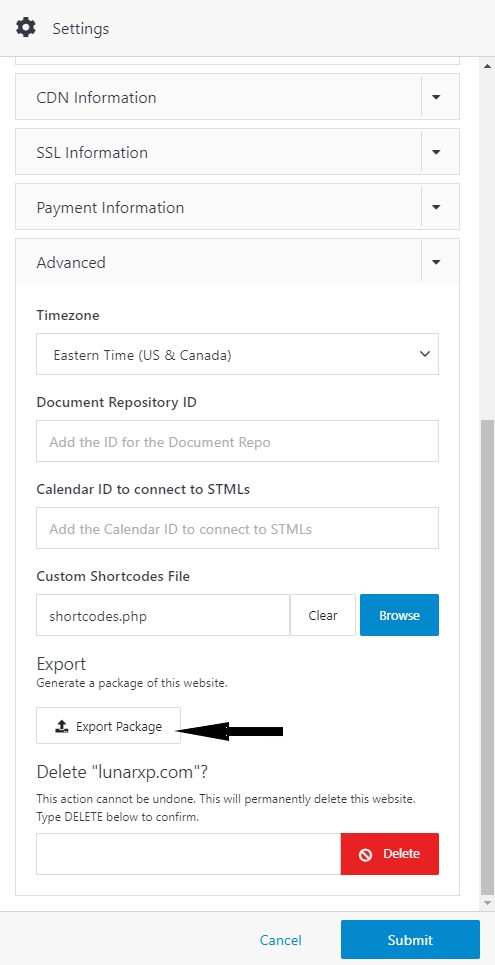 Settings
CDN Information
SSL Information
Payment Information
Advanced
Timezone
Eastern Time (US & Canada)
Document Repository ID
Add the ID for the Document Repo
Calendar ID to connect to STMLs
Add the Calendar ID to connect to STMLs
Custom Shortcodes File
shortcodes.php Clear Browse
Export
Generate a package of this website.
Export Package
Delete "lunarxp.com"?
This action cannot be undone. This will permanently delete this website.
Type DELETE below to confirm.
Delete
Cancel Submit